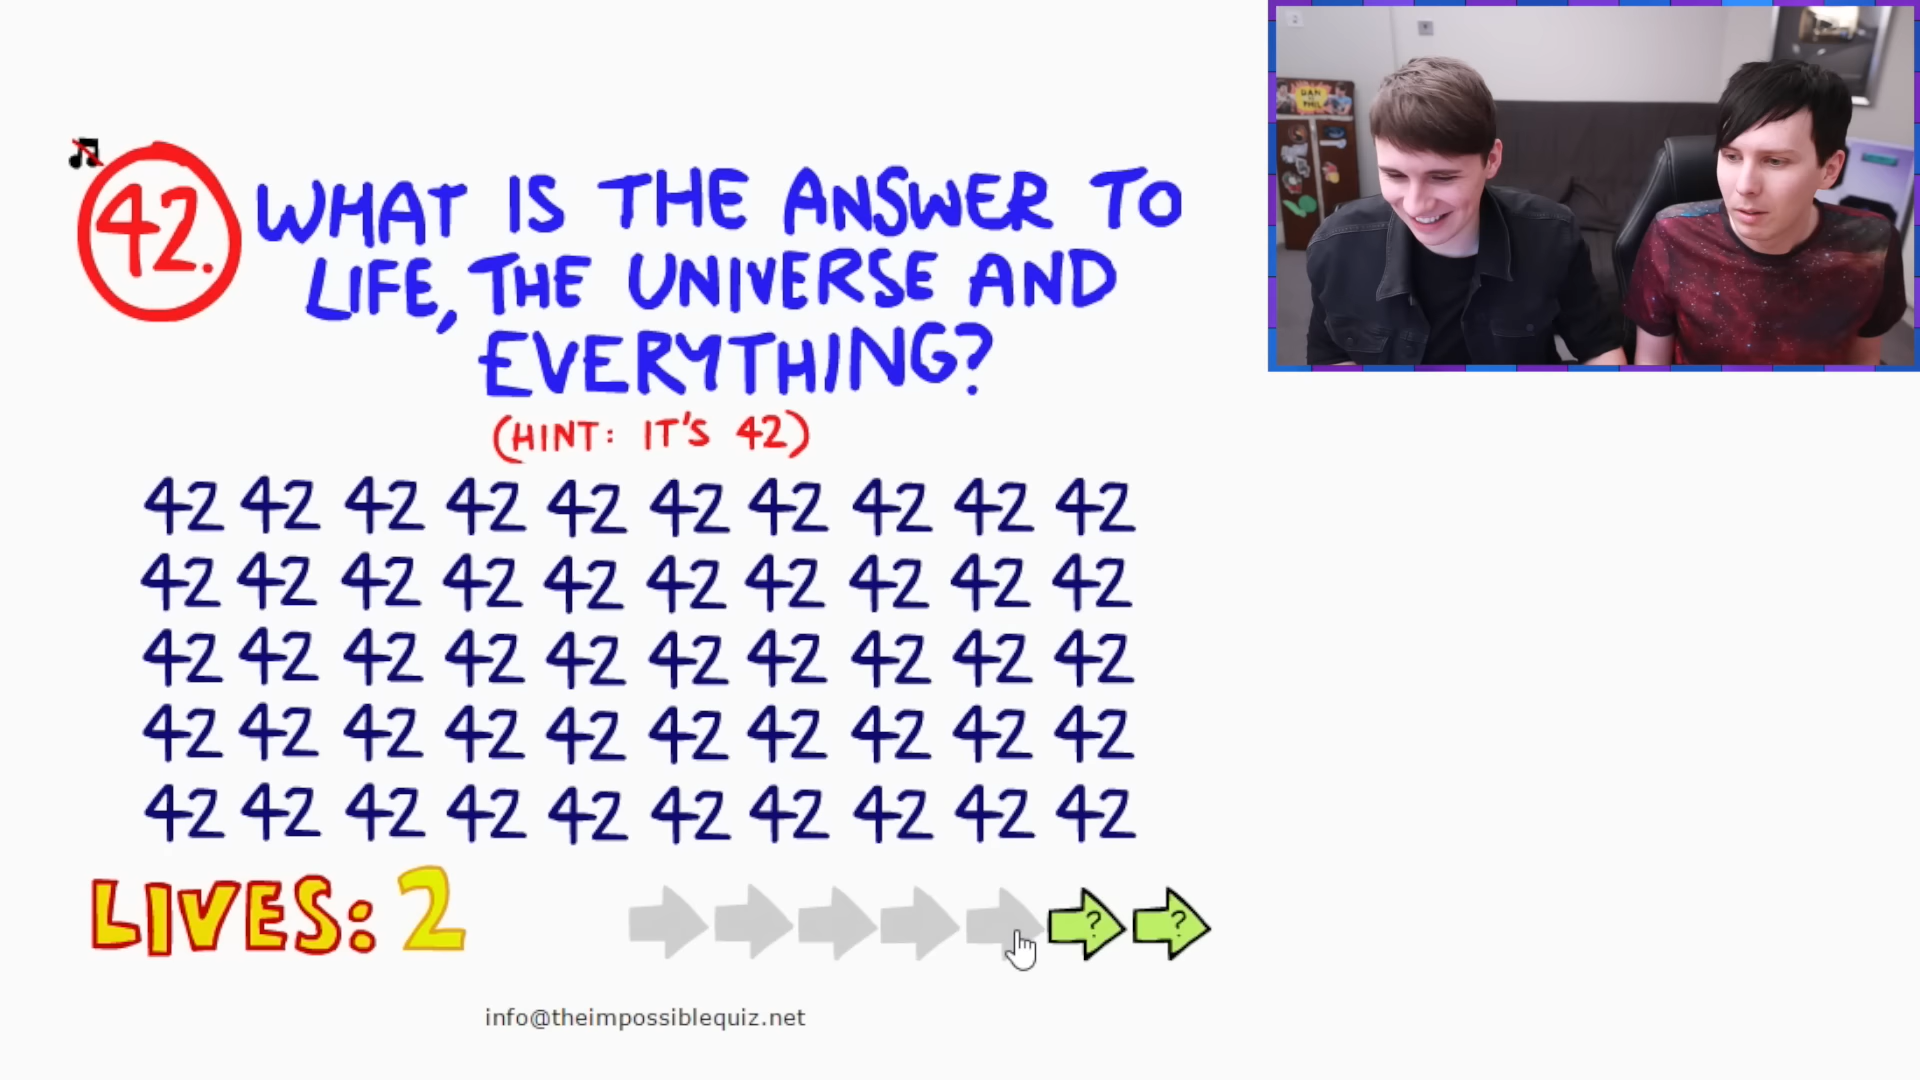 42. WHAT IS THE ANSWER TO
LIFE, THE UNIVERSE AND
EVERYTHING?
(HINT: IT'S 42)
42 42 42 42 42 42 42 42 42 42
42 42 42 42 42 42 42 42 42 42
42 42 42 42 42 42 42 42 42 42
42 42 42 42 42 42 42 42 42 42
42 42 42 42 42 42 42 42 42 42
LIVES: 2
? ?
info@theimpossiblequiz.net
DAN
PHIL